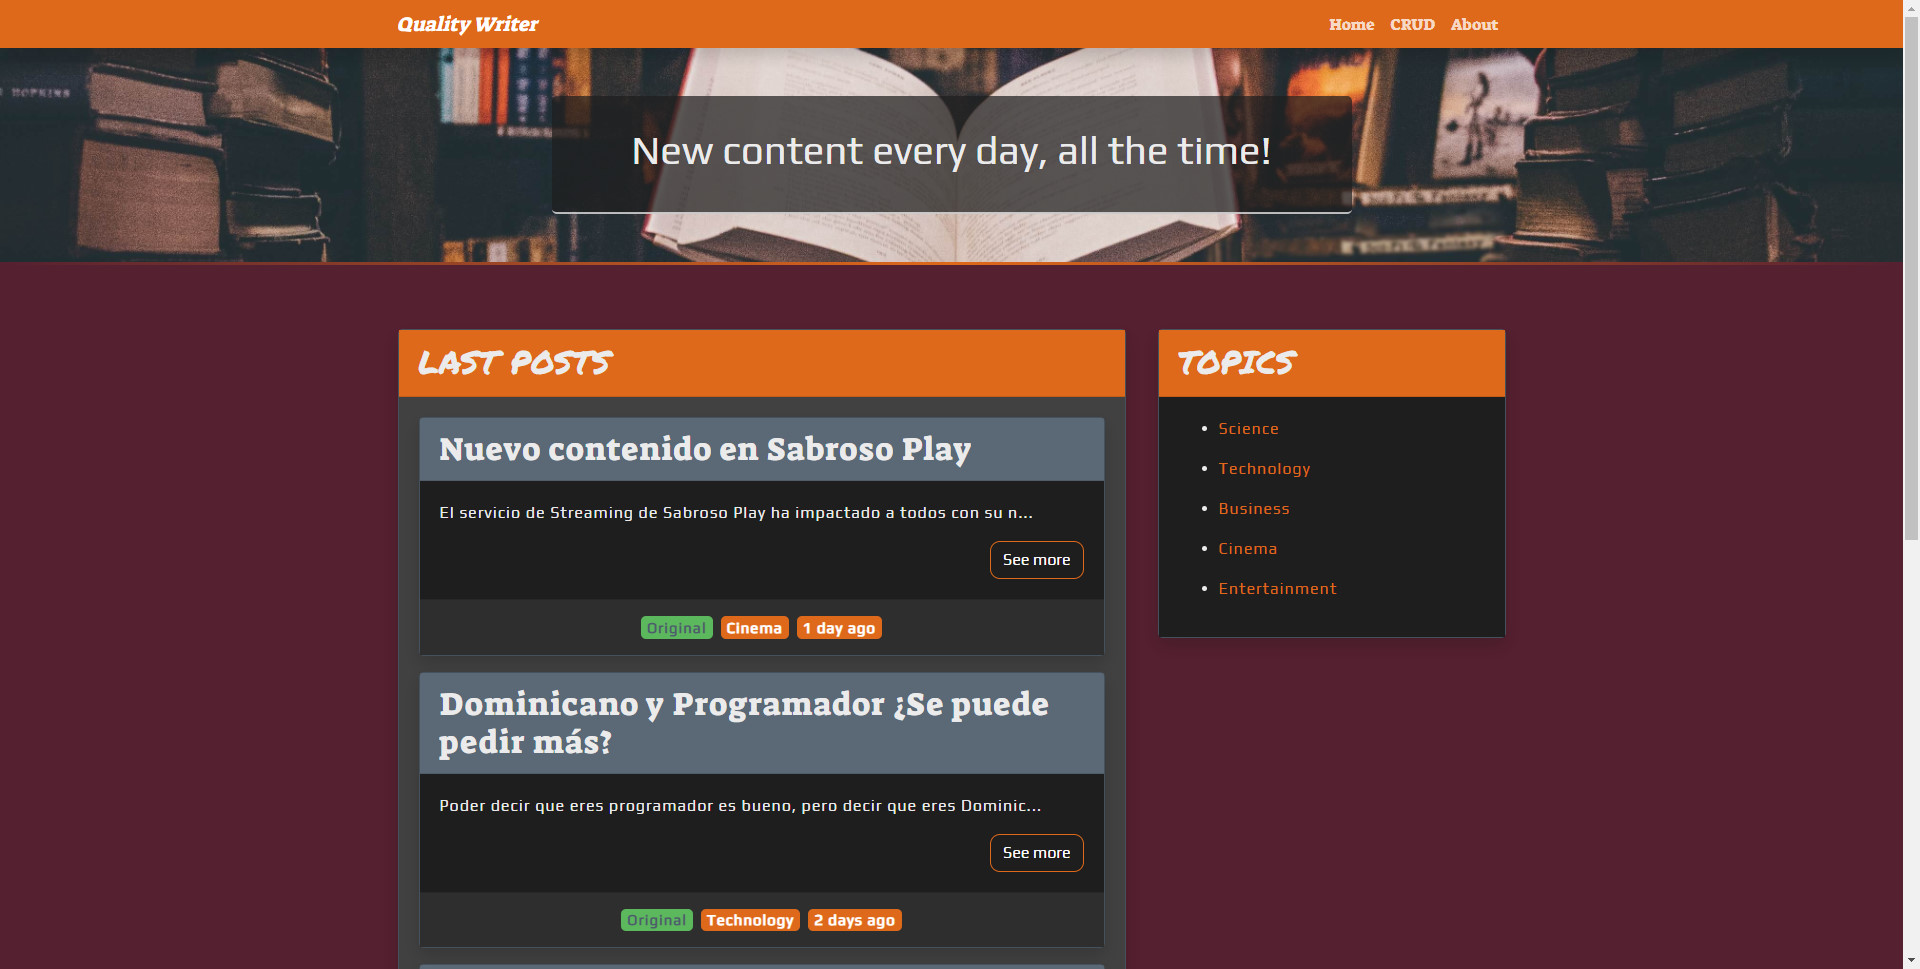 Quality Writer
Home CRUD About
HOPKINS
New content every day, all the time!
LAST POSTS
Nuevo contenido en Sabroso Play
El servicio de Streaming de Sabroso Play ha impactado a todos con su n...
See more
Original Cinema 1 day ago
Dominicano y Programador ¿Se puede
pedir más?
Poder decir que eres programador es bueno, pero decir que eres Dominic...
See more
Original Technology 2 days ago
TOPICS
Science
Technology
Business
Cinema
Entertainment